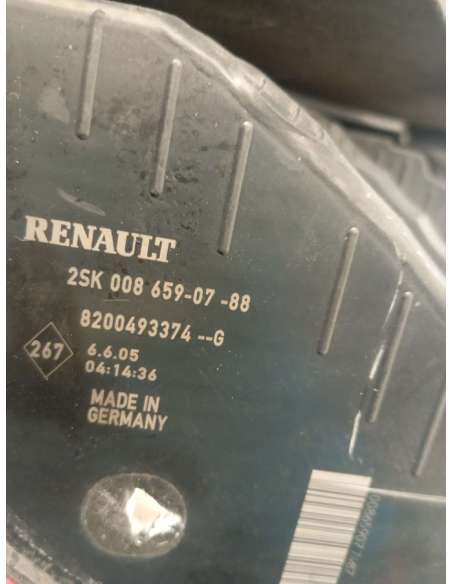 RENAULT
2SK 008 659-07 -88
8200493374 --G
267
6.6.05
04:14:36
MADE IN
GERMANY